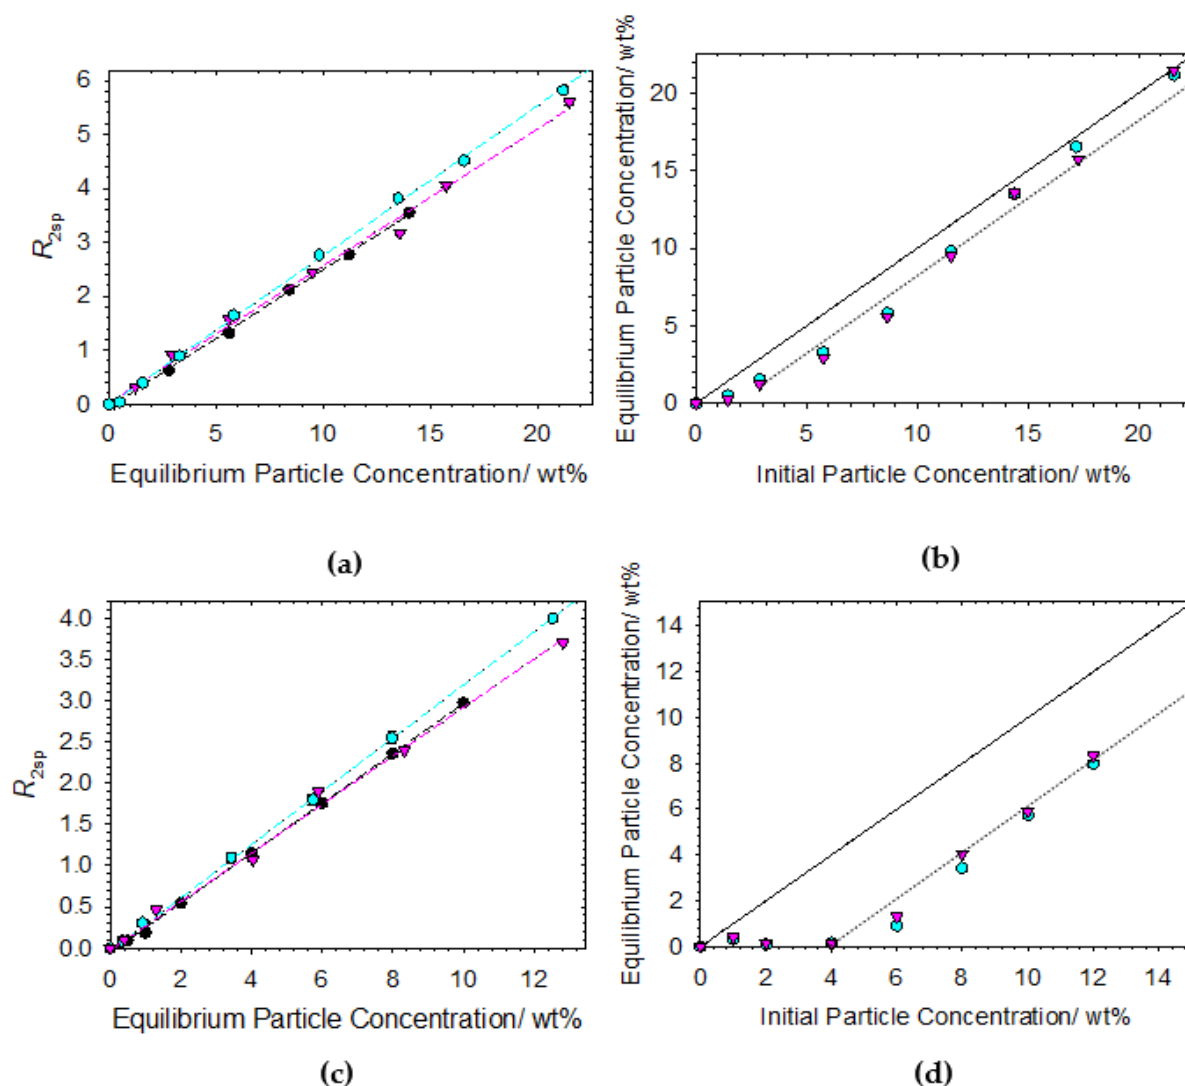 (a)
6
5
4
3
2
1
0
R2sp
0 5 10 15 20
Equilibrium Particle Concentration/ wt%
(b)
Equilibrium Particle Concentration/ wt%
20
15
10
5
0
0 5 10 15 20
Initial Particle Concentration/ wt%
(c)
4.0
3.5
3.0
2.5
2.0
1.5
1.0
0.5
0.0
R2sp
0 2 4 6 8 10 12
Equilibrium Particle Concentration/ wt%
(d)
Equilibrium Particle Concentration/ wt%
14
12
10
8
6
4
2
0
0 2 4 6 8 10 12 14
Initial Particle Concentration/ wt%